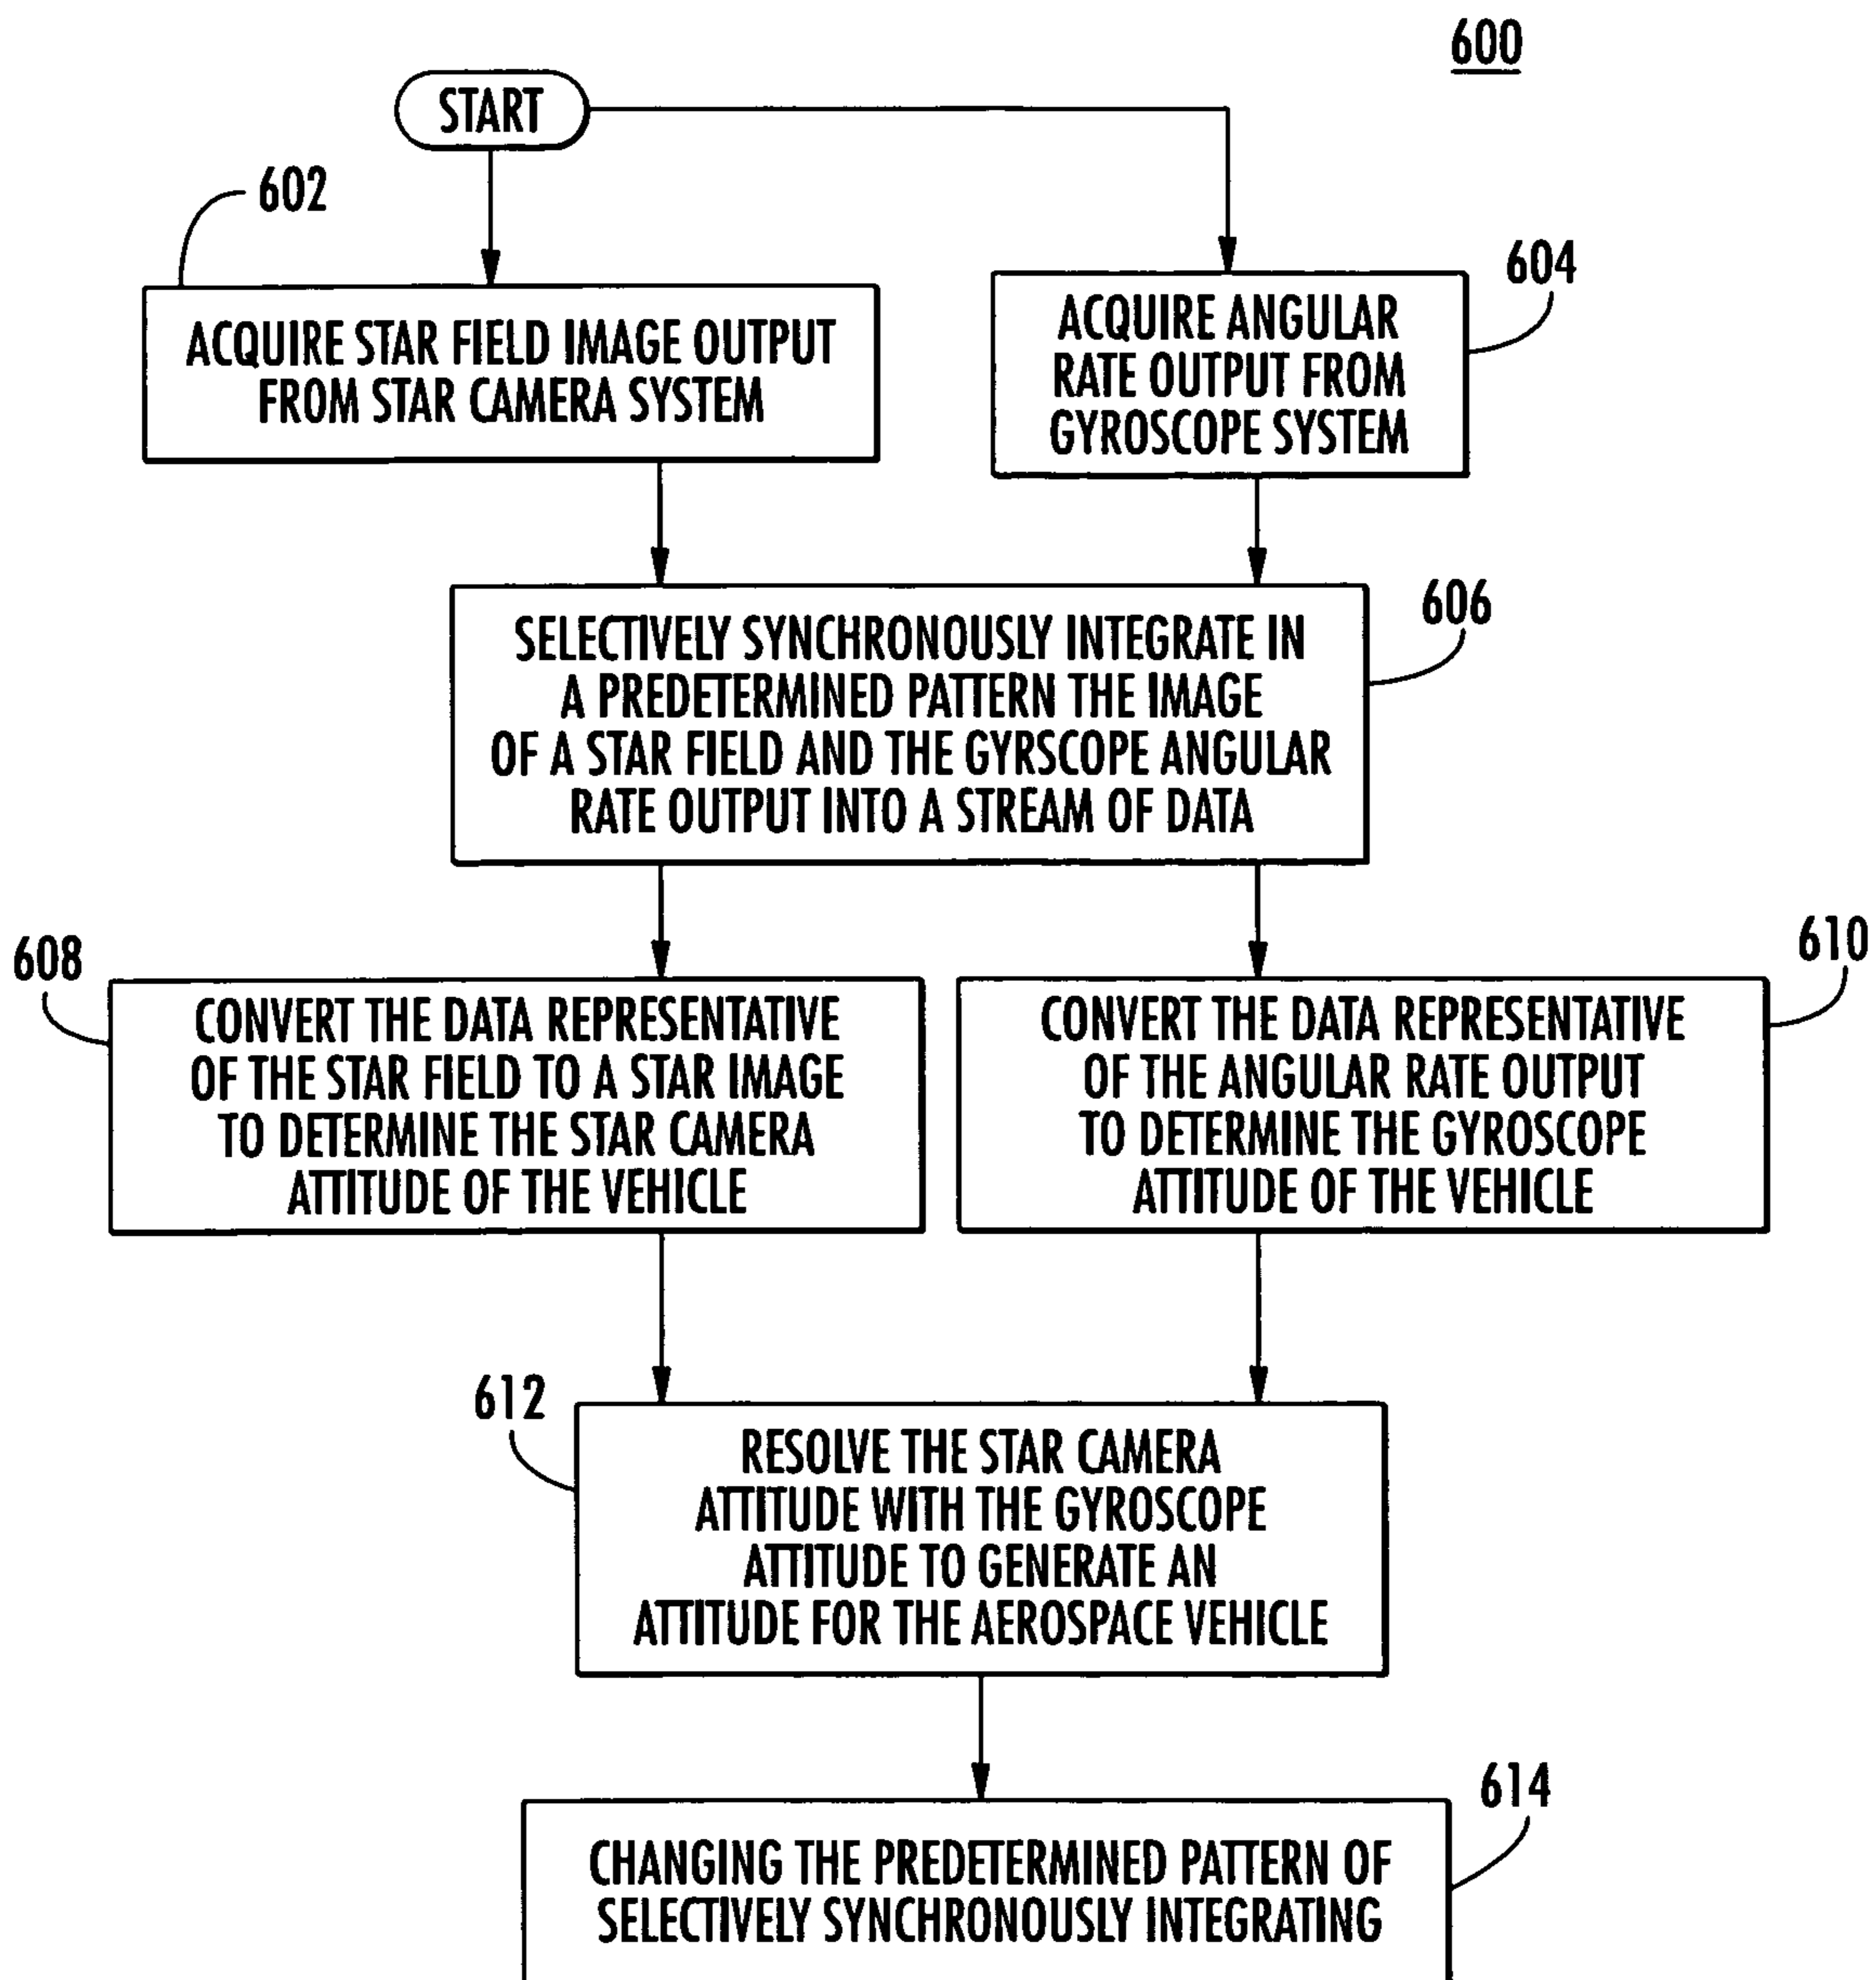 600
START
602
ACQUIRE STAR FIELD IMAGE OUTPUT
FROM STAR CAMERA SYSTEM
604
ACQUIRE ANGULAR
RATE OUTPUT FROM
GYROSCOPE SYSTEM
606
SELECTIVELY SYNCHRONOUSLY INTEGRATE IN
A PREDETERMINED PATTERN THE IMAGE
OF A STAR FIELD AND THE GYRSCOPE ANGULAR
RATE OUTPUT INTO A STREAM OF DATA
608
CONVERT THE DATA REPRESENTATIVE
OF THE STAR FIELD TO A STAR IMAGE
TO DETERMINE THE STAR CAMERA
ATTITUDE OF THE VEHICLE
610
CONVERT THE DATA REPRESENTATIVE
OF THE ANGULAR RATE OUTPUT
TO DETERMINE THE GYROSCOPE
ATTITUDE OF THE VEHICLE
612
RESOLVE THE STAR CAMERA
ATTITUDE WITH THE GYROSCOPE
ATTITUDE TO GENERATE AN
ATTITUDE FOR THE AEROSPACE VEHICLE
614
CHANGING THE PREDETERMINED PATTERN OF
SELECTIVELY SYNCHRONOUSLY INTEGRATING